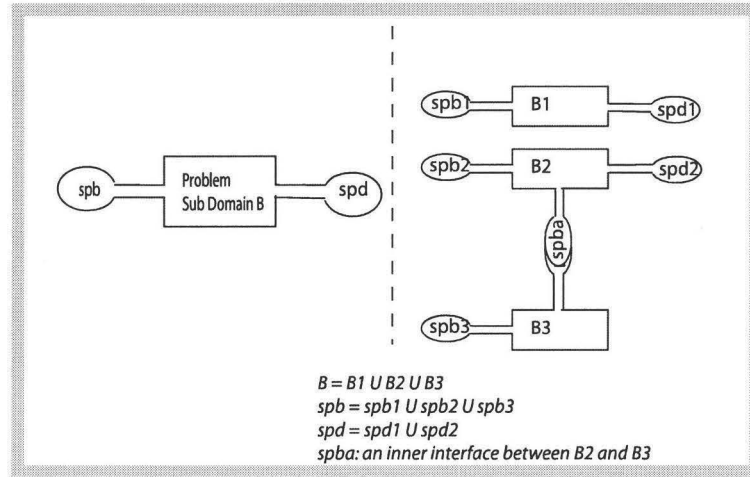 spb
Problem
Sub Domain B
spd
spb1
B1
spd1
spb2
B2
spd2
spba
spb3
B3
B = B1 U B2 U B3
spb = spb1 U spb2 U spb3
spd = spd1 U spd2
spba: an inner interface between B2 and B3